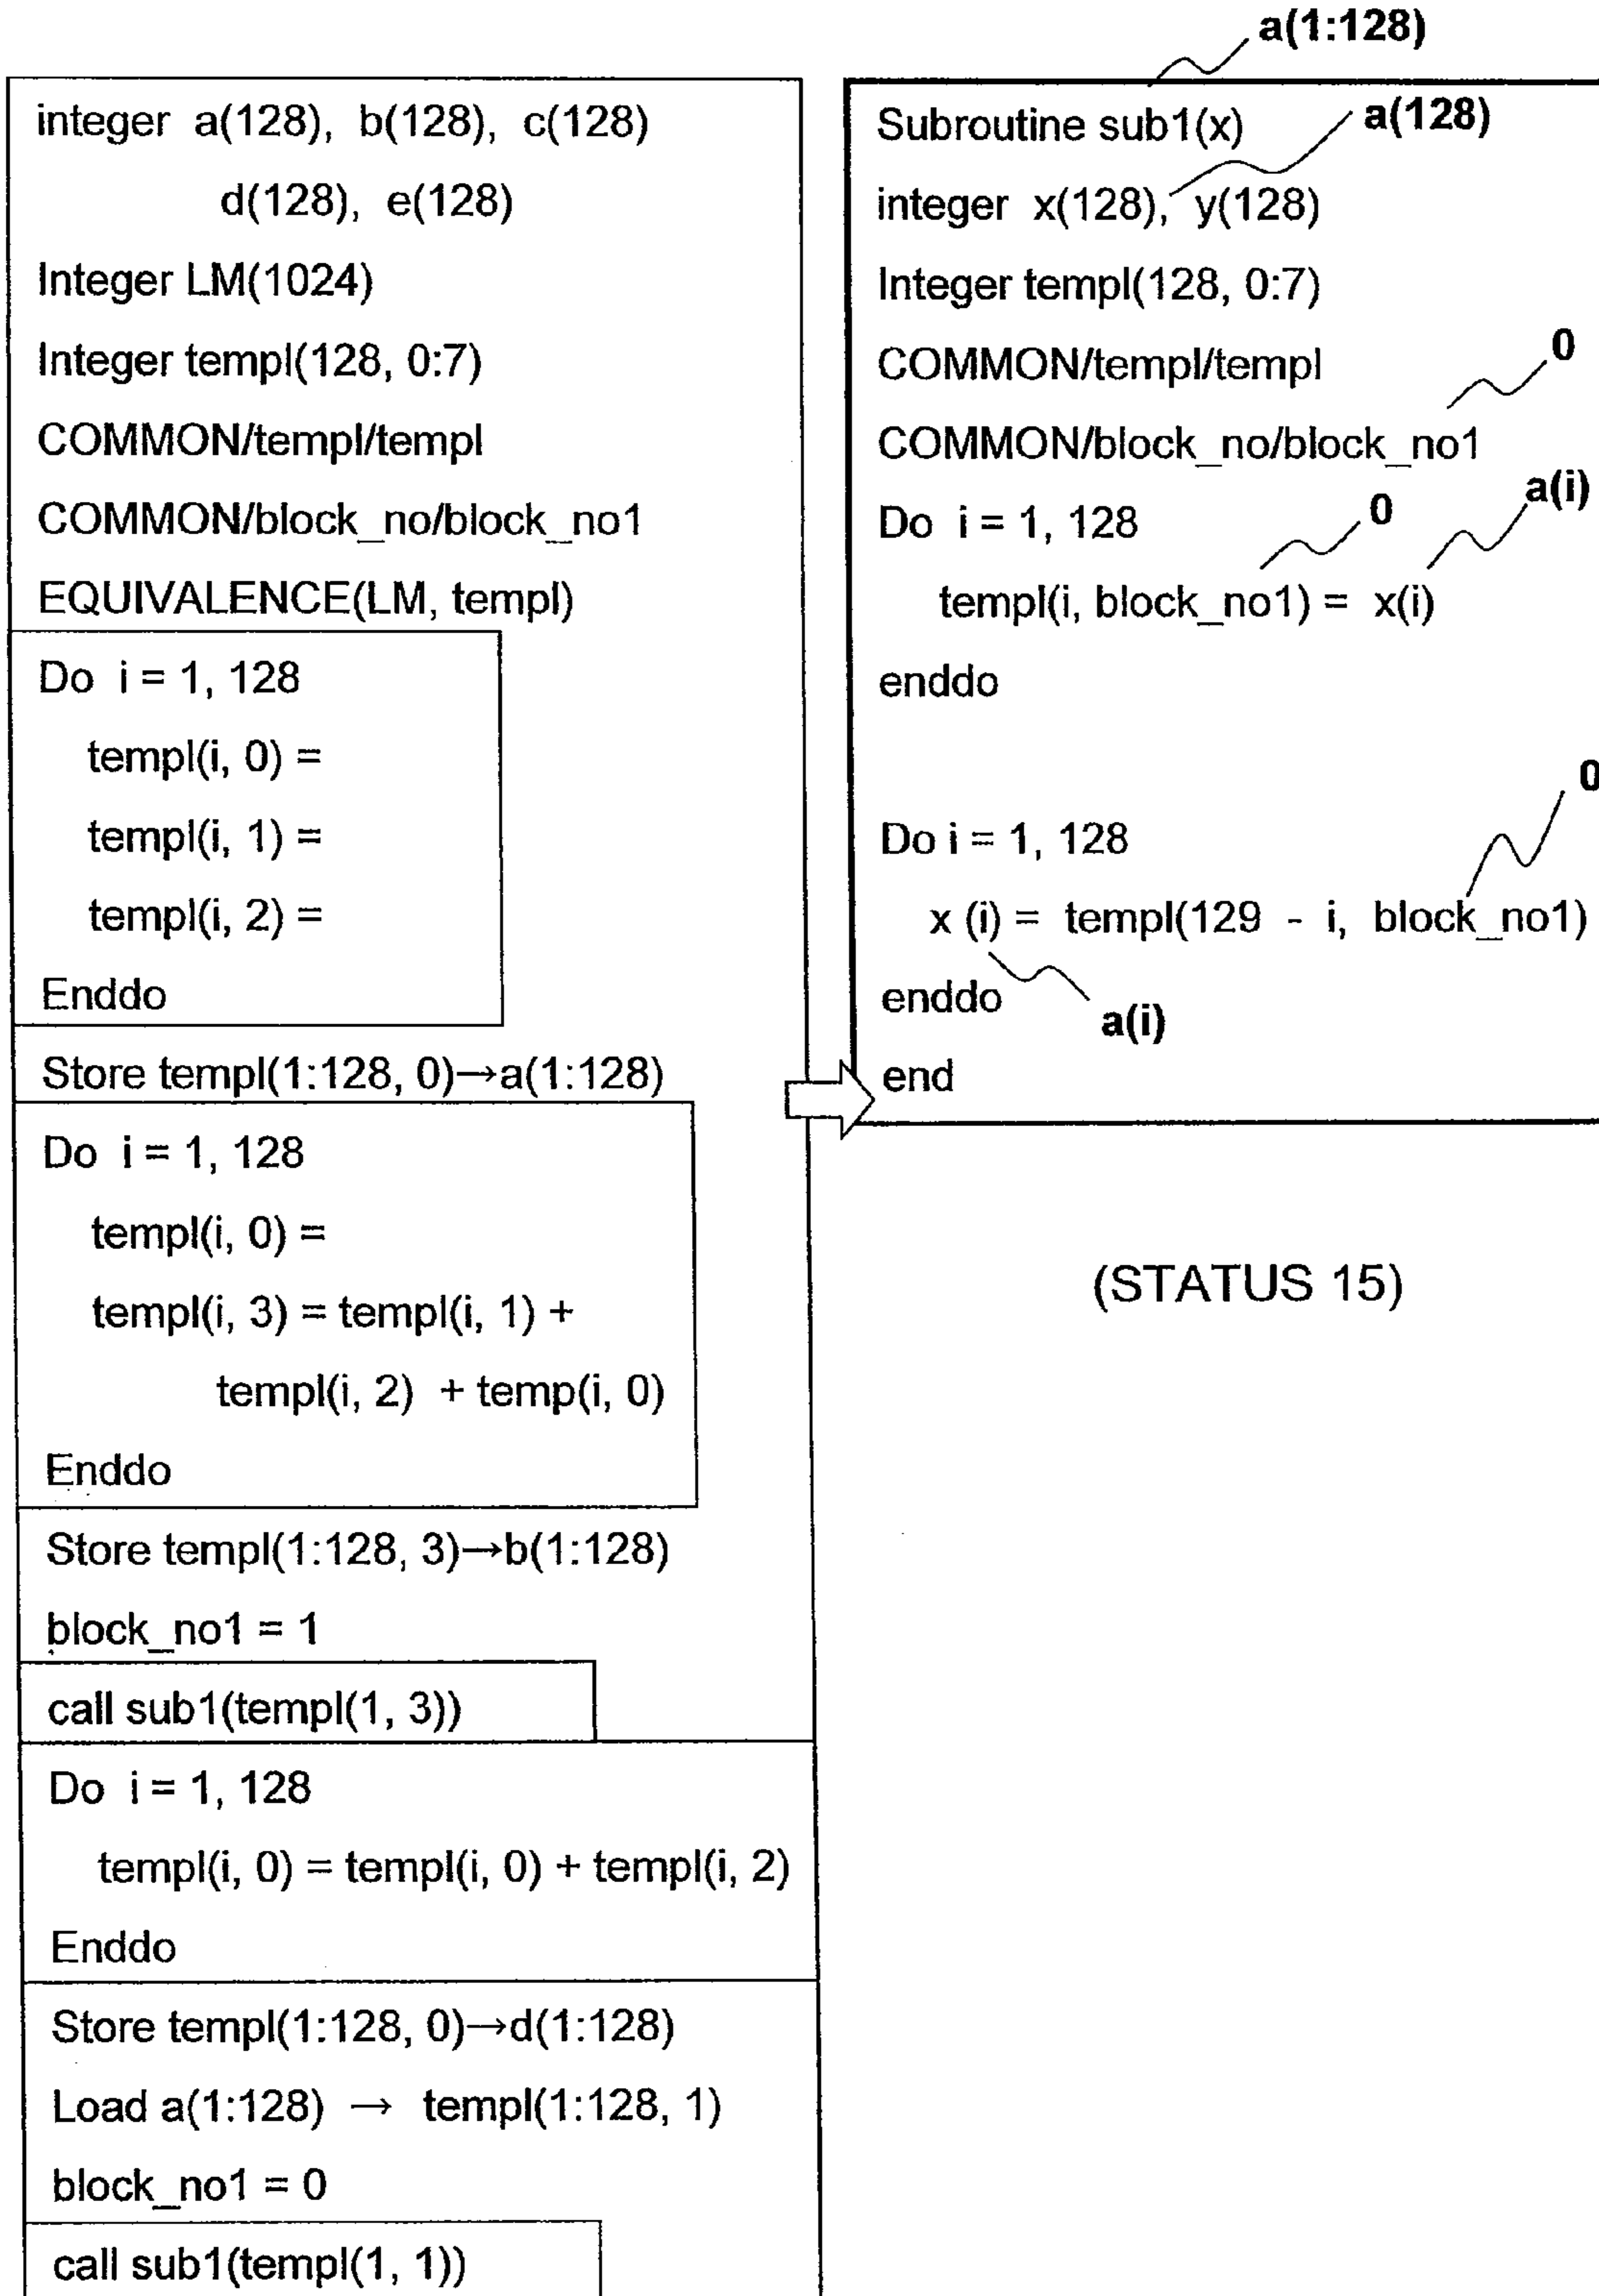 integer a(128), b(128), c(128)
d(128), e(128)
Integer LM(1024)
Integer templ(128, 0:7)
COMMON/templ/templ
COMMON/block_no/block_no1
EQUIVALENCE(LM, templ)
Do i = 1, 128
templ(i, 0) =
templ(i, 1) =
templ(i, 2) =
Enddo
Store templ(1:128, 0)→a(1:128)
Do i = 1, 128
templ(i, 0) =
templ(i, 3) = templ(i, 1) +
templ(i, 2) + temp(i, 0)
Enddo
Store templ(1:128, 3)→b(1:128)
block_no1 = 1
call sub1(templ(1, 3))
Do i = 1, 128
templ(i, 0) = templ(i, 0) + templ(i, 2)
Enddo
Store templ(1:128, 0)→d(1:128)
Load a(1:128) → templ(1:128, 1)
block_no1 = 0
call sub1(templ(1, 1))
a(1:128)
Subroutine sub1(x)
a(128)
integer x(128), y(128)
Integer templ(128, 0:7)
COMMON/templ/templ
0
COMMON/block_no/block_no1
a(i)
Do i = 1, 128
0
templ(i, block_no1) = x(i)
enddo
0
Do i = 1, 128
x (i) = templ(129 - i, block_no1)
enddo
a(i)
end
(STATUS 15)